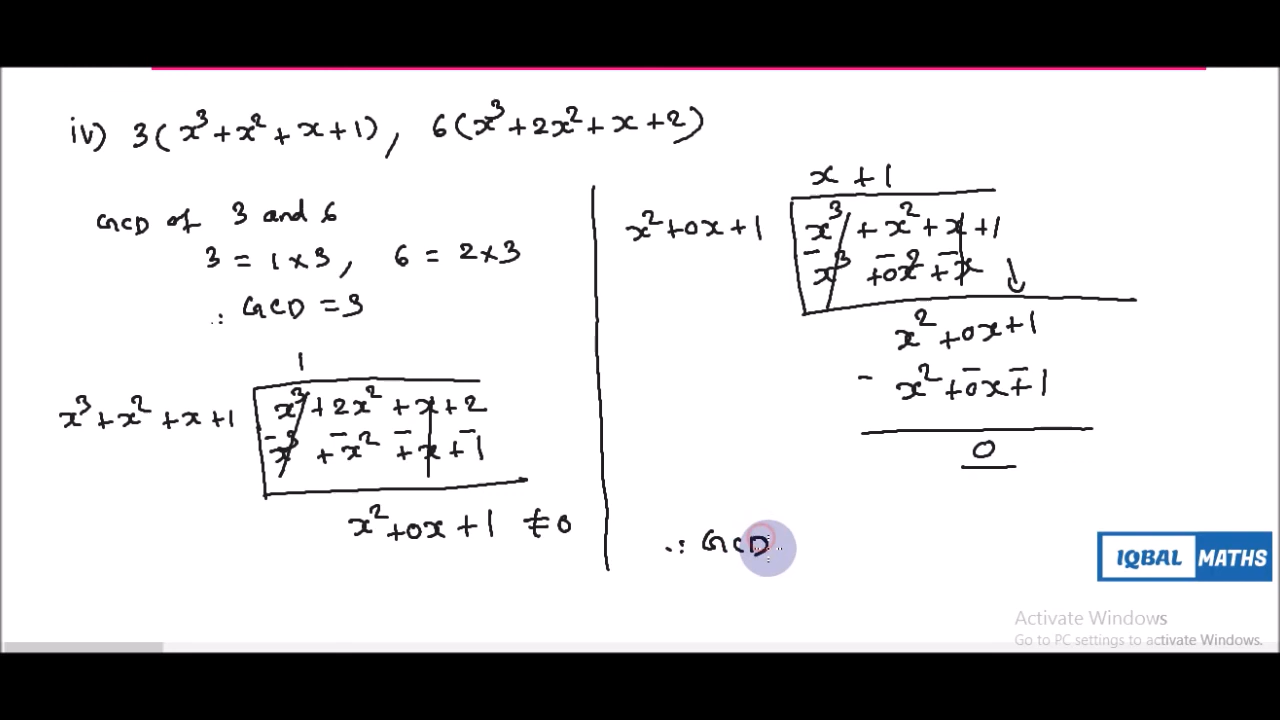 iv) 3(x³+x²+x+1), 6(x³+2x²+x+2)
GCD of 3 and 6
3 = 1×3, 6 = 2×3
∴ GCD = 3
1
x³+x²+x+1 x³+2x²+x+2
- x³ + - x² + - x + - 1
x²+0x+1 ≠ 0
x + 1
x²+0x+1 x³ + x² + x + 1
- x³ + - 0x² + - x
x² + 0x + 1
- x² + - 0x + - 1
0
∴ GCD
IQBAL MATHS
Activate Windows
Go to PC settings to activate Windows.